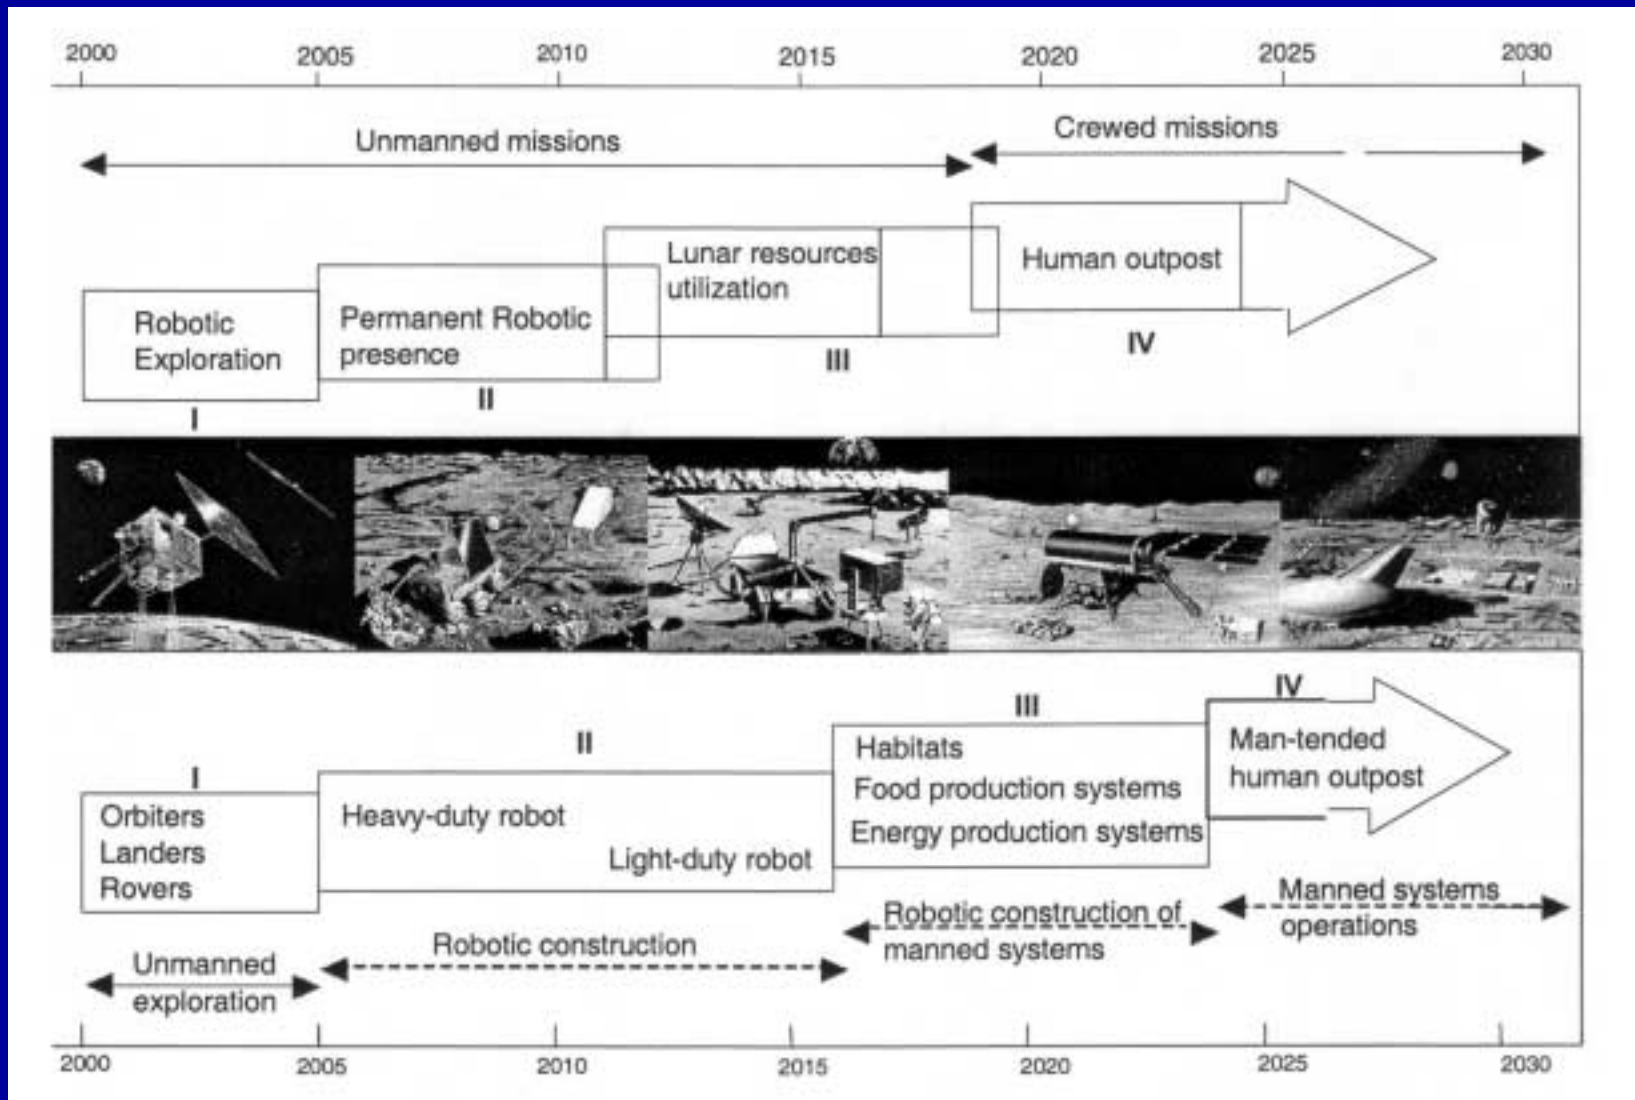 2000 2005 2010 2015 2020 2025 2030
Unmanned missions
Crewed missions
Robotic
Exploration
I
Permanent Robotic
presence
II
Lunar resources
utilization
III
Human outpost
IV
I
Orbiters
Landers
Rovers
II
Heavy-duty robot
Light-duty robot
III
Habitats
Food production systems
Energy production systems
IV
Man-tended
human outpost
Unmanned
exploration
Robotic construction
Robotic construction of
manned systems
Manned systems
operations
2000 2005 2010 2015 2020 2025 2030